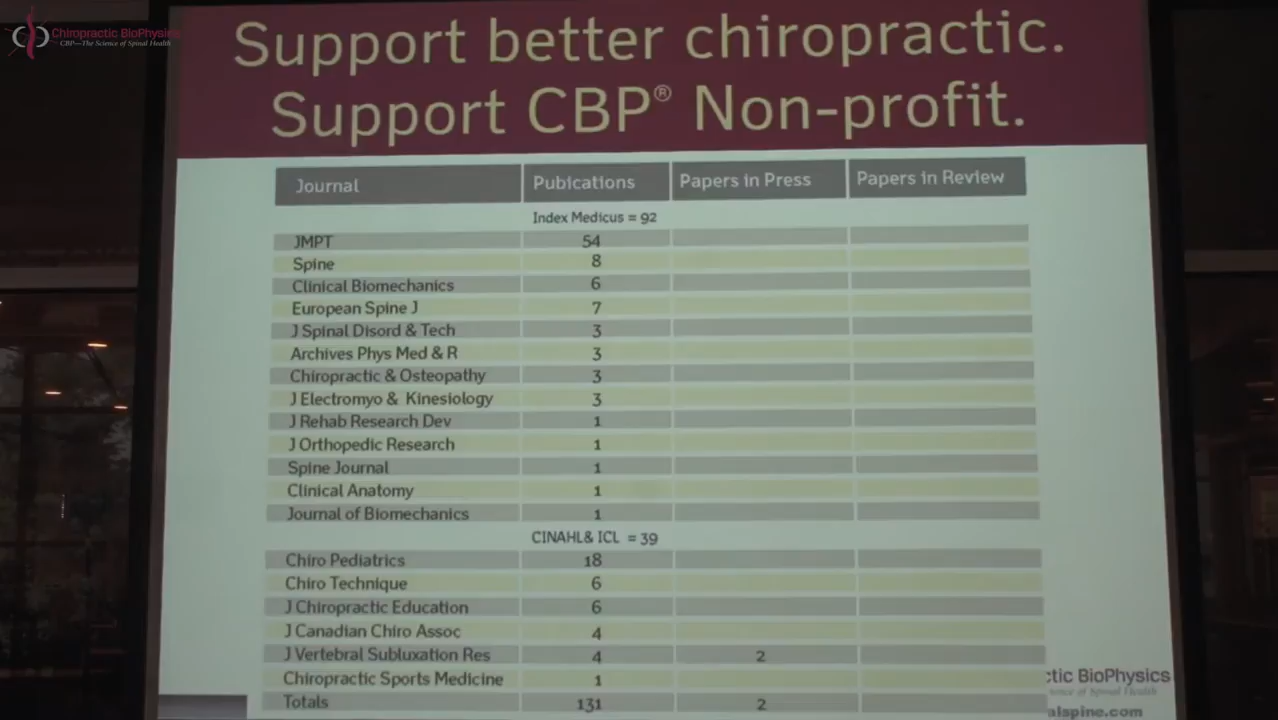 Chiropractic BioPhysics
CBP—The Science of Spinal Health
Support better chiropractic.
Support CBP® Non-profit.
Journal Pubications Papers in Press Papers in Review
Index Medicus = 92
JMPT 54
Spine 8
Clinical Biomechanics 6
European Spine J 7
J Spinal Disord & Tech 3
Archives Phys Med & R 3
Chiropractic & Osteopathy 3
J Electromyo & Kinesiology 3
J Rehab Research Dev 1
J Orthopedic Research 1
Spine Journal 1
Clinical Anatomy 1
Journal of Biomechanics 1
CINAHL& ICL = 39
Chiro Pediatrics 18
Chiro Technique 6
J Chiropractic Education 6
J Canadian Chiro Assoc 4
J Vertebral Subluxation Res 4 2
Chiropractic Sports Medicine 1
Totals 131 2
ctic BioPhysics
ience of Spinal Health
alspine.com